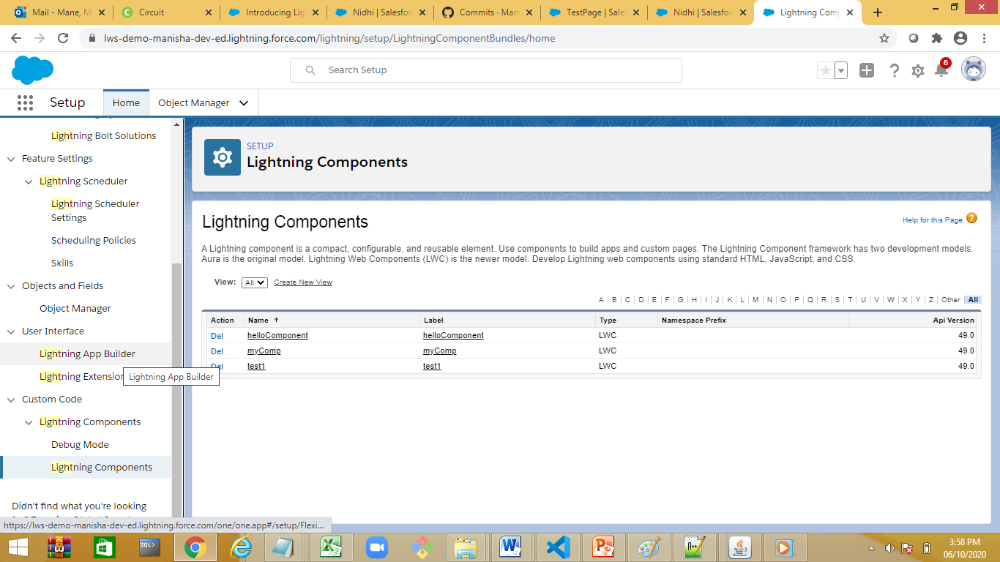 Mail - Mane, M
Circuit
Introducing Lig
Nidhi | Salesfor
Commits · Man
TestPage | Sales
Nidhi | Salesfor
Lightning Comp
lws-demo-manisha-dev-ed.lightning.force.com/lightning/setup/LightningComponentBundles/home
Search Setup
6
Setup
Home
Object Manager
Lightning Bolt Solutions
Feature Settings
Lightning Scheduler
Lightning Scheduler
Settings
Scheduling Policies
Skills
Objects and Fields
Object Manager
User Interface
Lightning App Builder
Lightning Extension
Lightning App Builder
Custom Code
Lightning Components
Debug Mode
Lightning Components
Didn't find what you're looking
SETUP
Lightning Components
Lightning Components
Help for this Page ?
A Lightning component is a compact, configurable, and reusable element. Use components to build apps and custom pages. The Lightning Component framework has two development models.
Aura is the original model. Lightning Web Components (LWC) is the newer model. Develop Lightning web components using standard HTML, JavaScript, and CSS.
View: All Create New View
A | B | C | D | E | F | G | H | I | J | K | L | M | N | O | P | Q | R | S | T | U | V | W | X | Y | Z | Other | All
Action Name ↑ Label Type Namespace Prefix Api Version
Del helloComponent helloComponent LWC 49.0
Del myComp myComp LWC 49.0
Del test1 test1 LWC 49.0
https://lws-demo-manisha-dev-ed.lightning.force.com/one/one.app#/setup/Flexi...
SQL>
3:58 PM
06/10/2020